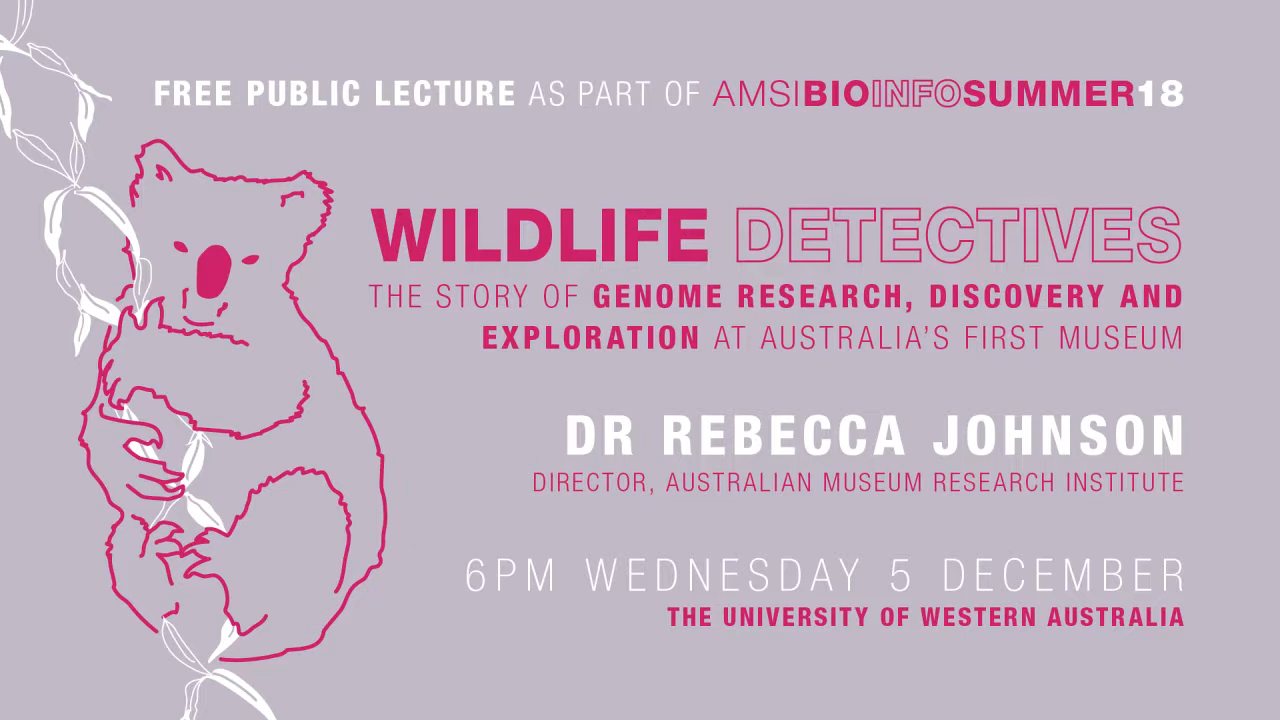 FREE PUBLIC LECTURE AS PART OF AMSIBIOINFOSUMMER18
WILDLIFE DETECTIVES
THE STORY OF GENOME RESEARCH, DISCOVERY AND
EXPLORATION AT AUSTRALIA'S FIRST MUSEUM
DR REBECCA JOHNSON
DIRECTOR, AUSTRALIAN MUSEUM RESEARCH INSTITUTE
6PM WEDNESDAY 5 DECEMBER
THE UNIVERSITY OF WESTERN AUSTRALIA